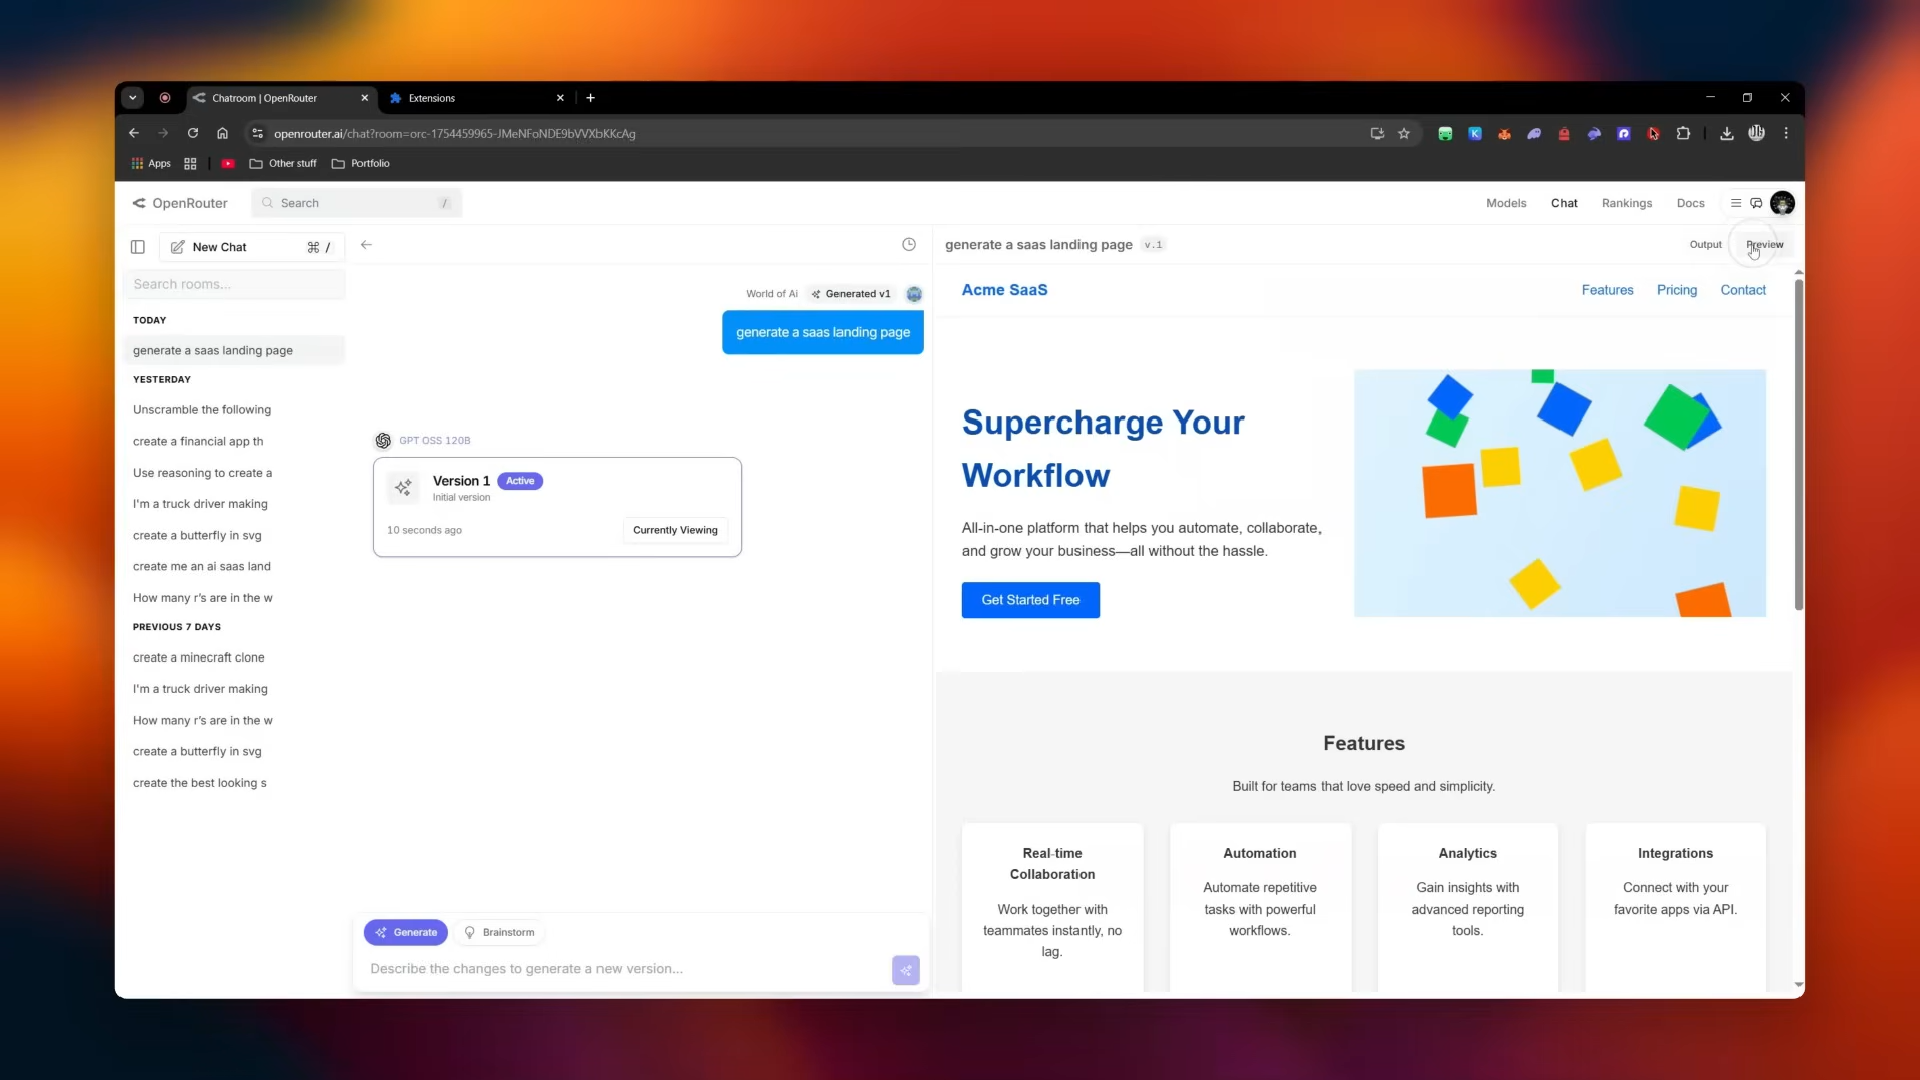 Chatroom | OpenRouter
Extensions
openrouter.ai/chat?room=orc-1754459965-JMeNFoNDE9bVVXbKKcAg
Apps
Other stuff
Portfolio
OpenRouter
Search
/
Models
Chat
Rankings
Docs
New Chat
⌘ /
Search rooms...
TODAY
generate a saas landing page
YESTERDAY
Unscramble the following
create a financial app th
Use reasoning to create a
I'm a truck driver making
create a butterfly in svg
create me an ai saas land
How many r's are in the w
PREVIOUS 7 DAYS
create a minecraft clone
I'm a truck driver making
How many r's are in the w
create a butterfly in svg
create the best looking s
World of Ai
Generated v1
generate a saas landing page
GPT OSS 120B
Version 1
Active
Initial version
10 seconds ago
Currently Viewing
Generate
Brainstorm
Describe the changes to generate a new version...
generate a saas landing page
v.1
Output
Preview
Acme SaaS
Features
Pricing
Contact
Supercharge Your
Workflow
All-in-one platform that helps you automate, collaborate,
and grow your business—all without the hassle.
Get Started Free
Features
Built for teams that love speed and simplicity.
Real-time
Collaboration
Work together with
teammates instantly, no
lag.
Automation
Automate repetitive
tasks with powerful
workflows.
Analytics
Gain insights with
advanced reporting
tools.
Integrations
Connect with your
favorite apps via API.